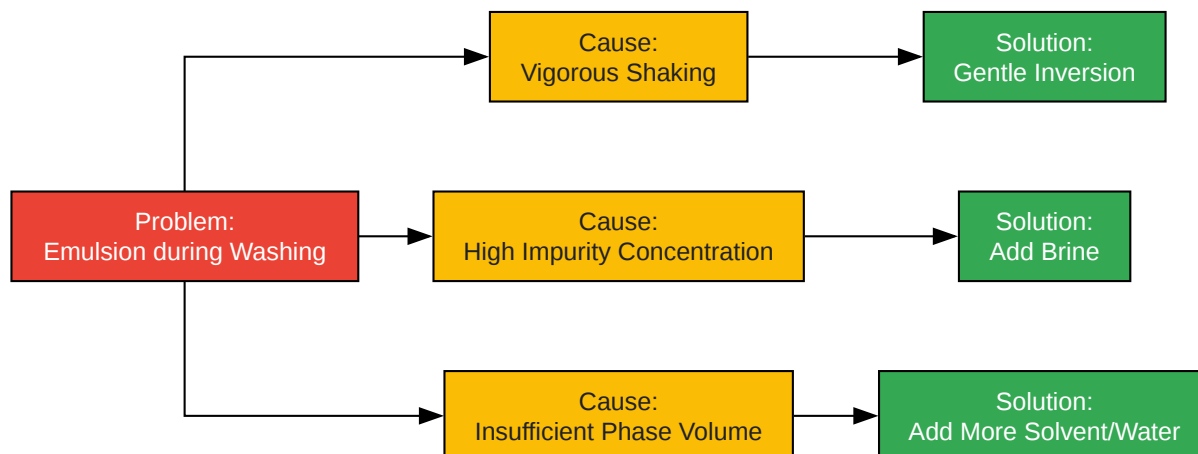 Cause:
Vigorous Shaking
Solution:
Gentle Inversion
Problem:
Emulsion during Washing
Cause:
High Impurity Concentration
Solution:
Add Brine
Cause:
Insufficient Phase Volume
Solution:
Add More Solvent/Water